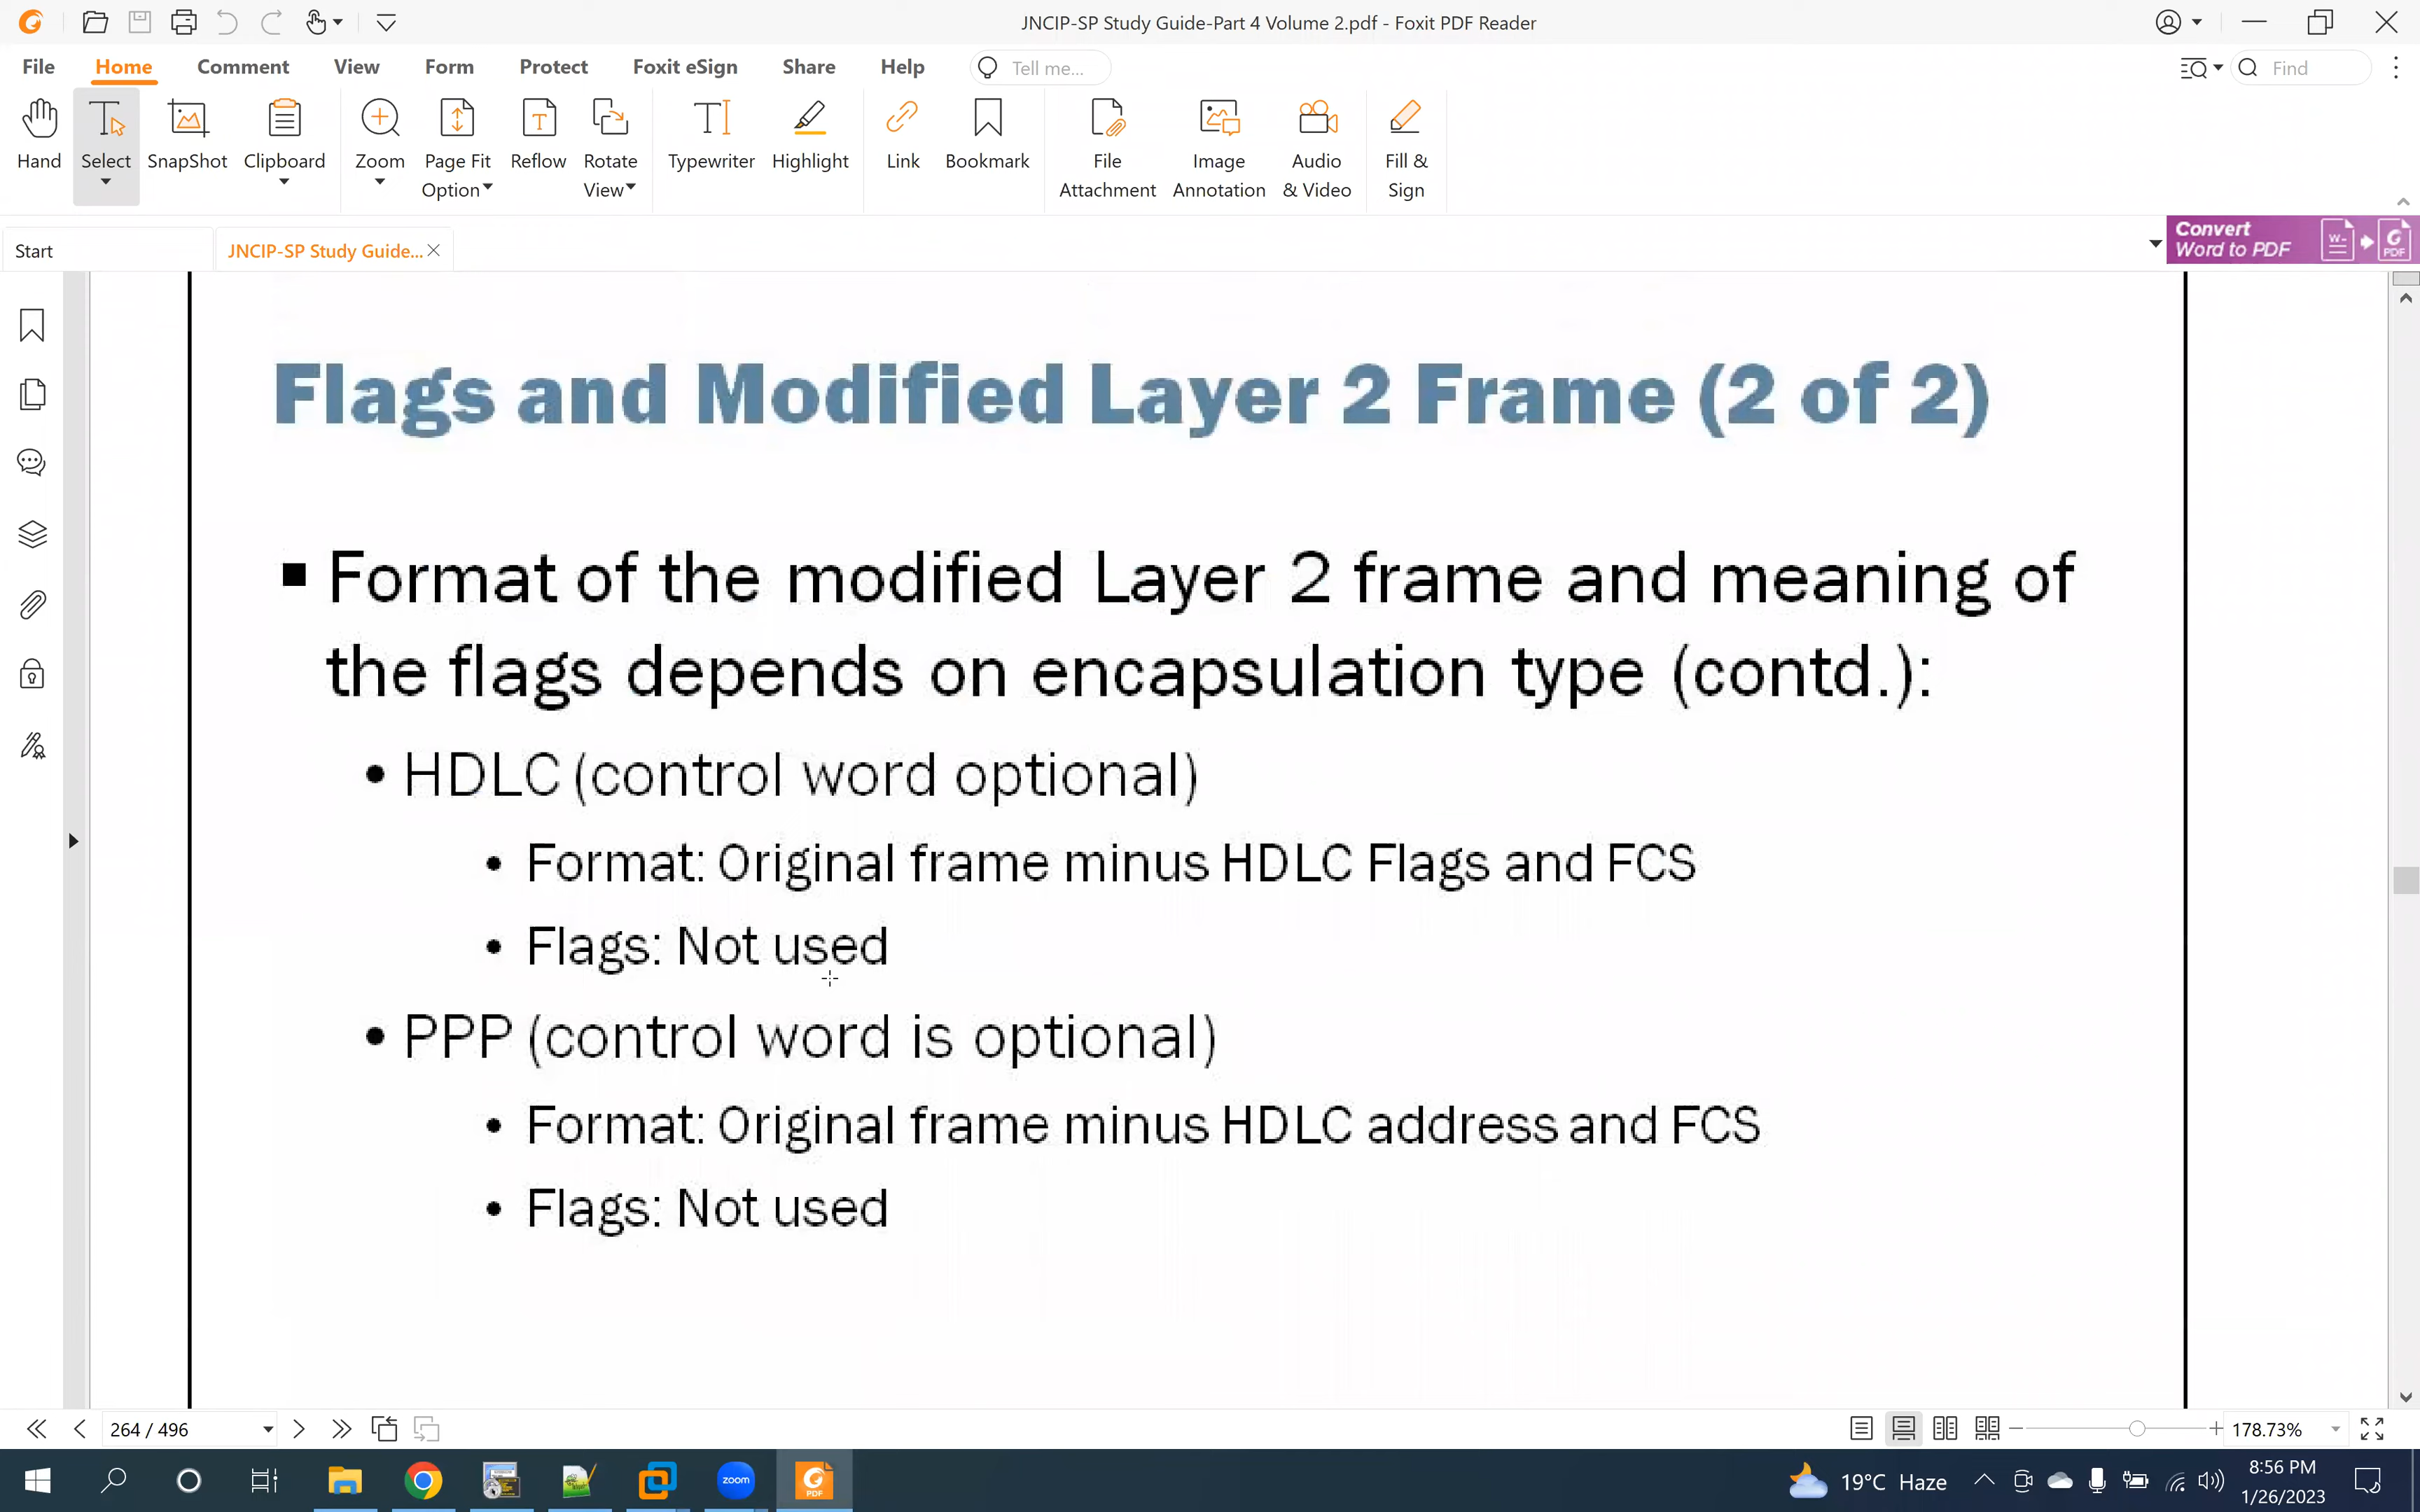 JNCIP-SP Study Guide-Part 4 Volume 2.pdf - Foxit PDF Reader
File Home Comment View Form Protect Foxit eSign Share Help Tell me... Find
Hand Select SnapShot Clipboard Zoom Page Fit Option Reflow Rotate View Typewriter Highlight Link Bookmark File Attachment Image Annotation Audio & Video Fill & Sign
Start JNCIP-SP Study Guide...
Convert
Word to PDF
Flags and Modified Layer 2 Frame (2 of 2)
■ Format of the modified Layer 2 frame and meaning of
the flags depends on encapsulation type (contd.):
• HDLC (control word optional)
• Format: Original frame minus HDLC Flags and FCS
• Flags: Not used
• PPP (control word is optional)
• Format: Original frame minus HDLC address and FCS
• Flags: Not used
264 / 496 178.73%
zoom PDF 19°C Haze 8:56 PM
1/26/2023